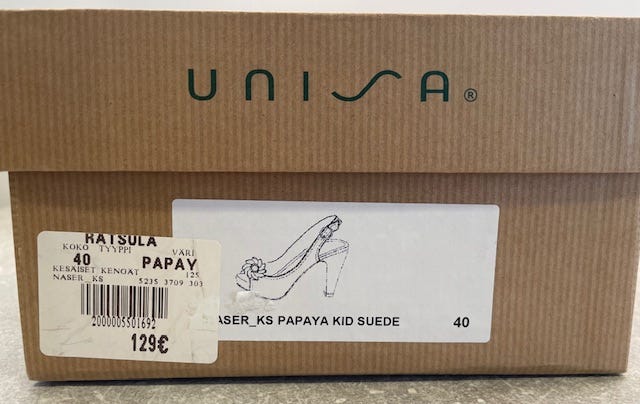 UNISA®
RATSULA
KOKO TYYPPI VÄRI
40 PAPAY
KESÄISET KENGÄT 125
NASER_KS 5235 3709 303
2000005501692
129€
ASER_KS PAPAYA KID SUEDE 40